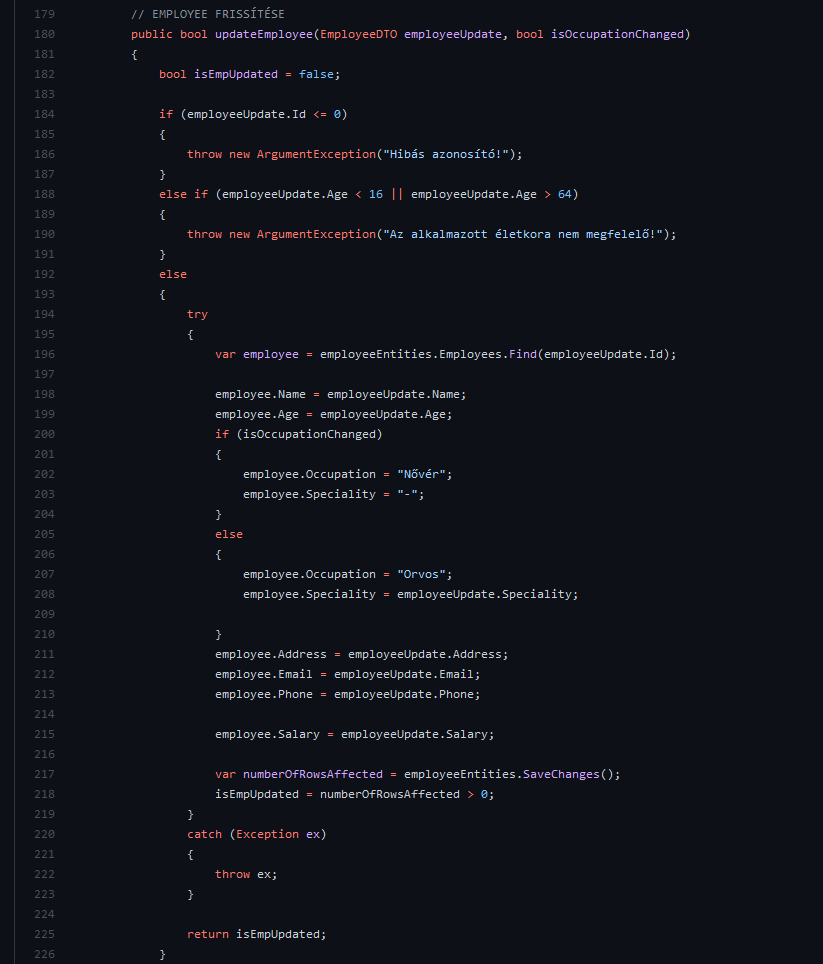 179 // EMPLOYEE FRISSÍTÉSE
180 public bool updateEmployee(EmployeeDTO employeeUpdate, bool isOccupationChanged)
181 {
182 bool isEmpUpdated = false;
183
184 if (employeeUpdate.Id <= 0)
185 {
186 throw new ArgumentException("Hibás azonosító!");
187 }
188 else if (employeeUpdate.Age < 16 || employeeUpdate.Age > 64)
189 {
190 throw new ArgumentException("Az alkalmazott életkora nem megfelelő!");
191 }
192 else
193 {
194 try
195 {
196 var employee = employeeEntities.Employees.Find(employeeUpdate.Id);
197
198 employee.Name = employeeUpdate.Name;
199 employee.Age = employeeUpdate.Age;
200 if (isOccupationChanged)
201 {
202 employee.Occupation = "Nővér";
203 employee.Speciality = "-";
204 }
205 else
206 {
207 employee.Occupation = "Orvos";
208 employee.Speciality = employeeUpdate.Speciality;
209
210 }
211 employee.Address = employeeUpdate.Address;
212 employee.Email = employeeUpdate.Email;
213 employee.Phone = employeeUpdate.Phone;
214
215 employee.Salary = employeeUpdate.Salary;
216
217 var numberOfRowsAffected = employeeEntities.SaveChanges();
218 isEmpUpdated = numberOfRowsAffected > 0;
219 }
220 catch (Exception ex)
221 {
222 throw ex;
223 }
224
225 return isEmpUpdated;
226 }